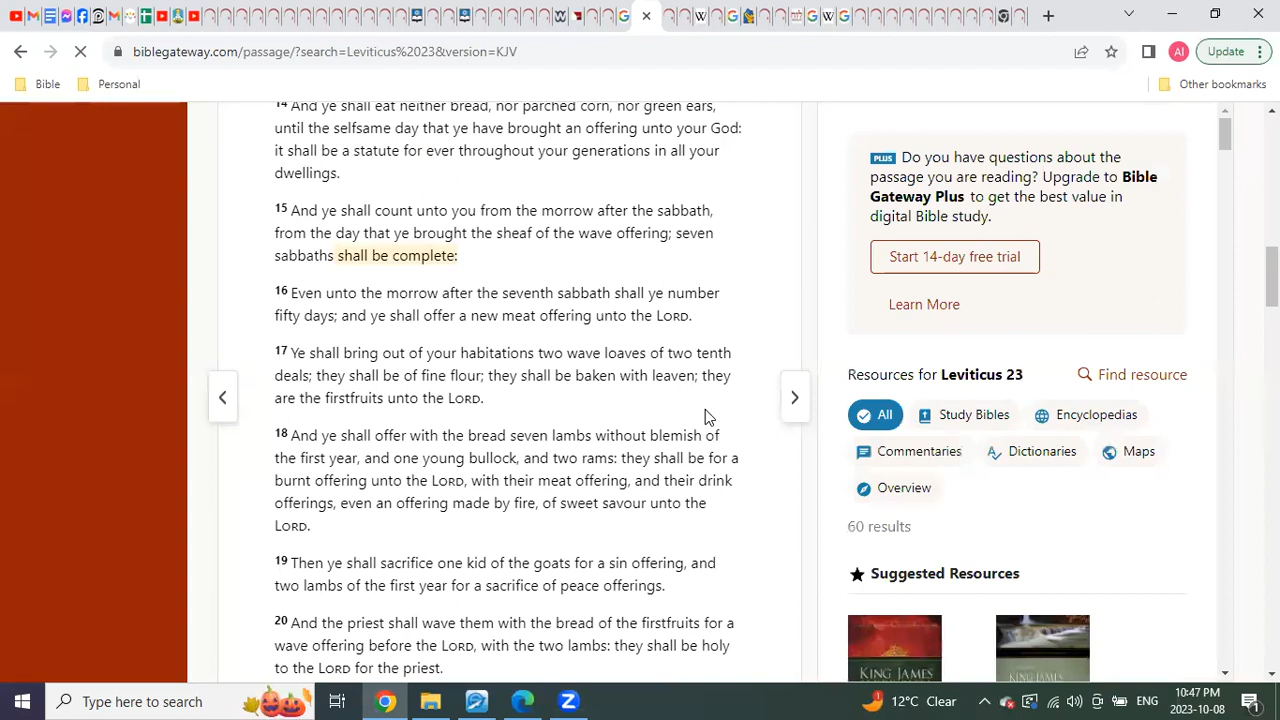 biblegateway.com/passage/?search=Leviticus%2023&version=KJV
AI
Update
Bible
Personal
Other bookmarks
14 And ye shall eat neither bread, nor parched corn, nor green ears,
until the selfsame day that ye have brought an offering unto your God:
it shall be a statute for ever throughout your generations in all your
dwellings.
15 And ye shall count unto you from the morrow after the sabbath,
from the day that ye brought the sheaf of the wave offering; seven
sabbaths shall be complete:
16 Even unto the morrow after the seventh sabbath shall ye number
fifty days; and ye shall offer a new meat offering unto the LORD.
17 Ye shall bring out of your habitations two wave loaves of two tenth
deals; they shall be of fine flour; they shall be baken with leaven; they
are the firstfruits unto the LORD.
18 And ye shall offer with the bread seven lambs without blemish of
the first year, and one young bullock, and two rams: they shall be for a
burnt offering unto the LORD, with their meat offering, and their drink
offerings, even an offering made by fire, of sweet savour unto the
LORD.
19 Then ye shall sacrifice one kid of the goats for a sin offering, and
two lambs of the first year for a sacrifice of peace offerings.
20 And the priest shall wave them with the bread of the firstfruits for a
wave offering before the LORD, with the two lambs: they shall be holy
to the LORD for the priest.
PLUS Do you have questions about the
passage you are reading? Upgrade to Bible
Gateway Plus to get the best value in
digital Bible study.
Start 14-day free trial
Learn More
Resources for Leviticus 23
Find resource
All
Study Bibles
Encyclopedias
Commentaries
Dictionaries
Maps
Overview
60 results
Suggested Resources
KING JAMES
KING JAMES
Type here to search
1
12°C Clear
ENG
10:47 PM
2023-10-08
1